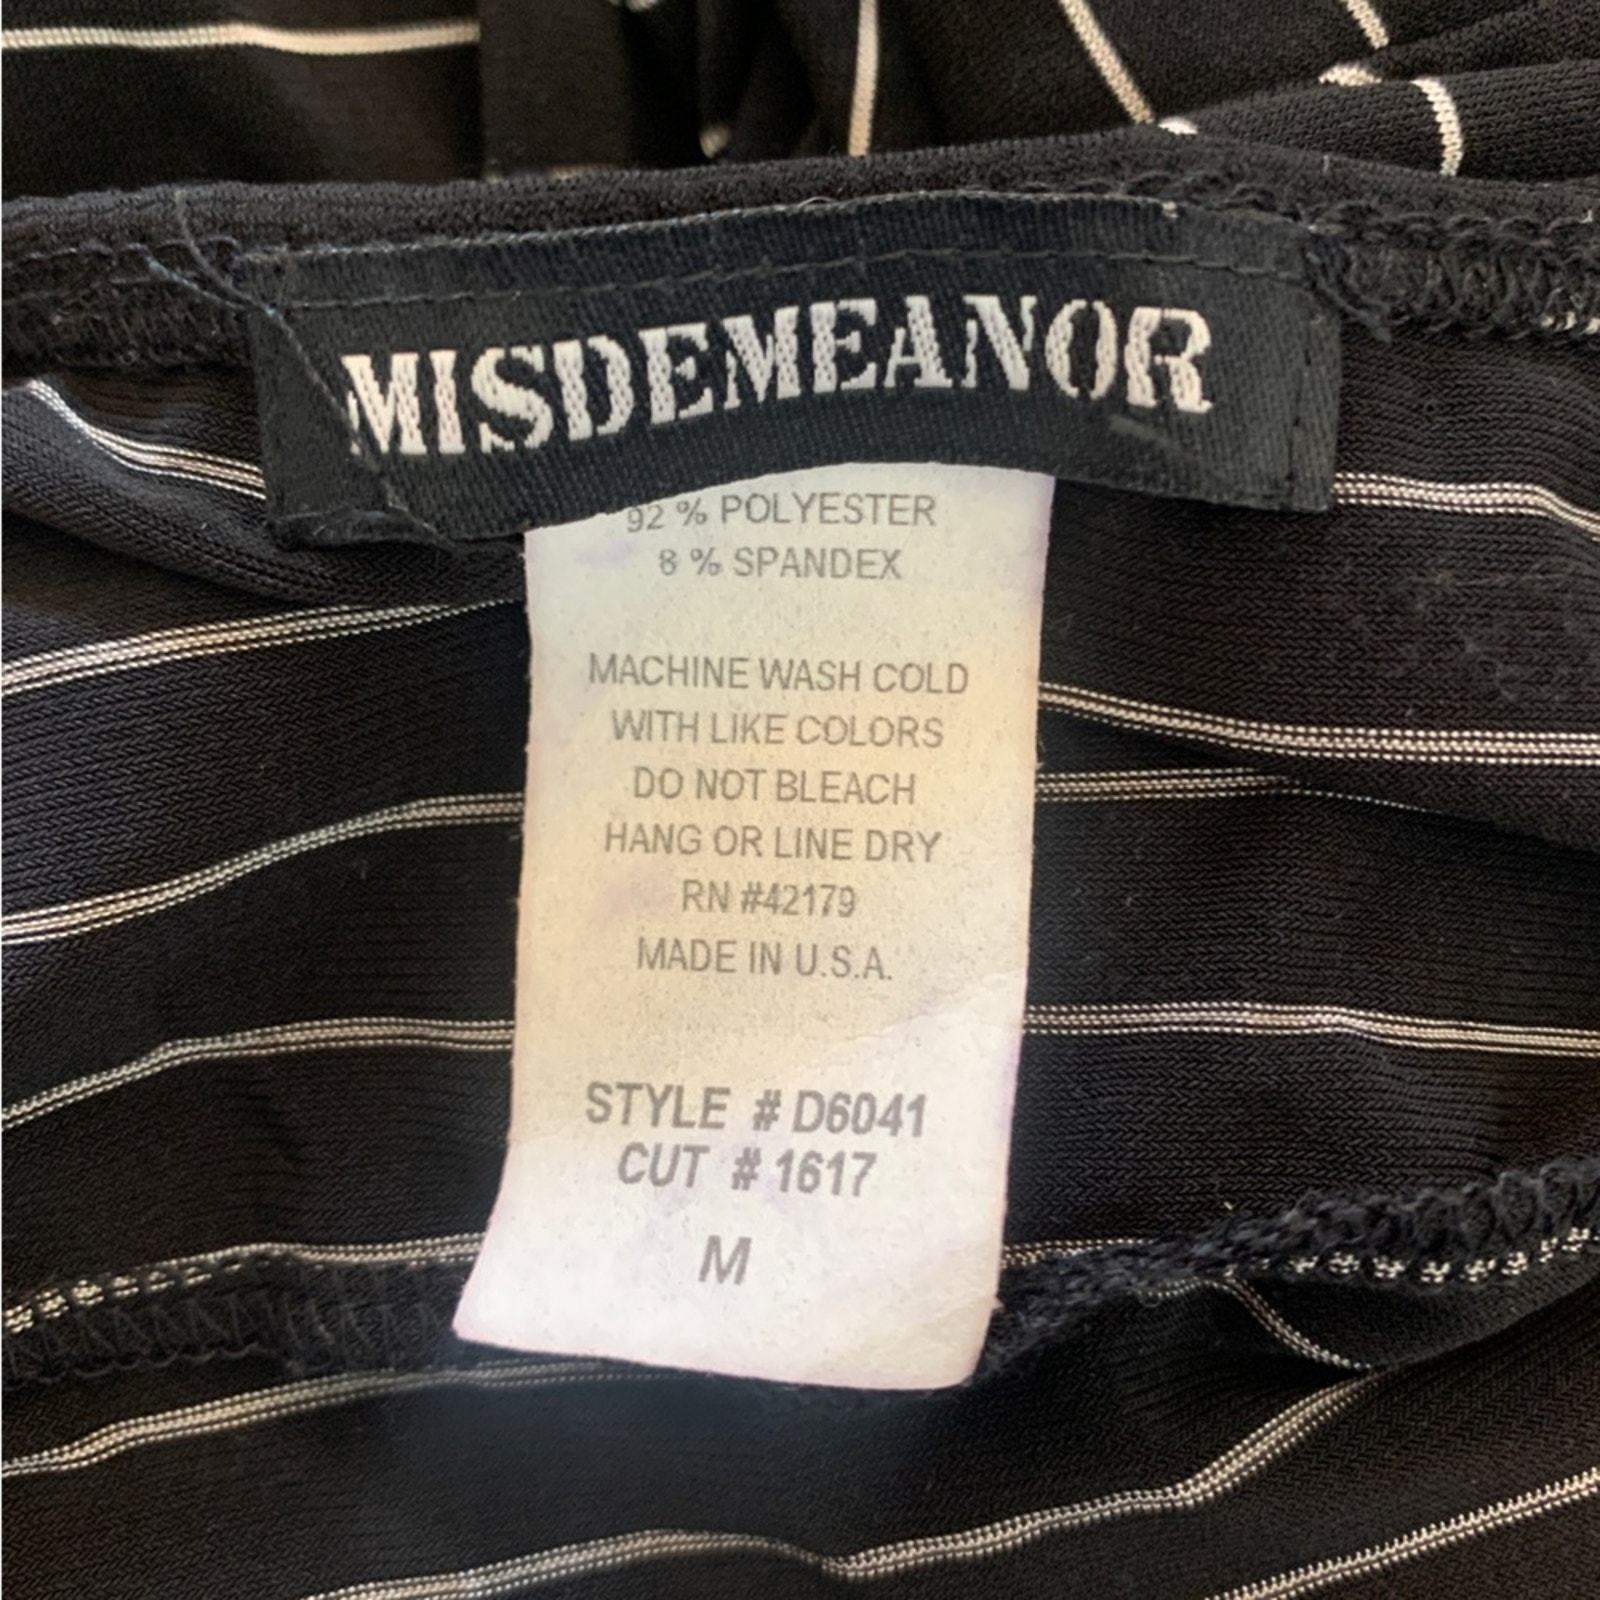 MISDEMEANOR
92 % POLYESTER
8 % SPANDEX
MACHINE WASH COLD
WITH LIKE COLORS
DO NOT BLEACH
HANG OR LINE DRY
RN #42179
MADE IN U.S.A.
STYLE # D6041
CUT # 1617
M